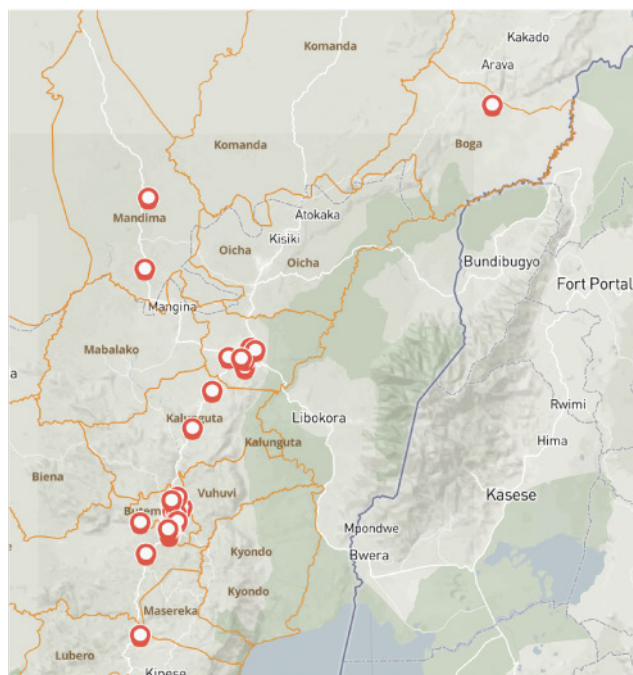 Kakado
Komanda
Arava
Komanda
Boga
Mandima
Atokaka
Kisiki
Oicha
Oicha
Bundibugyo
Fort Portal
Mangina
Mabalako
a
Rwimi
Kalunguta
Libokora
Kalunguta
Hima
Biena
Vuhuvi
Kasese
Mpondwe
Kyondo
Bwera
Kyondo
Masereka
Lubero